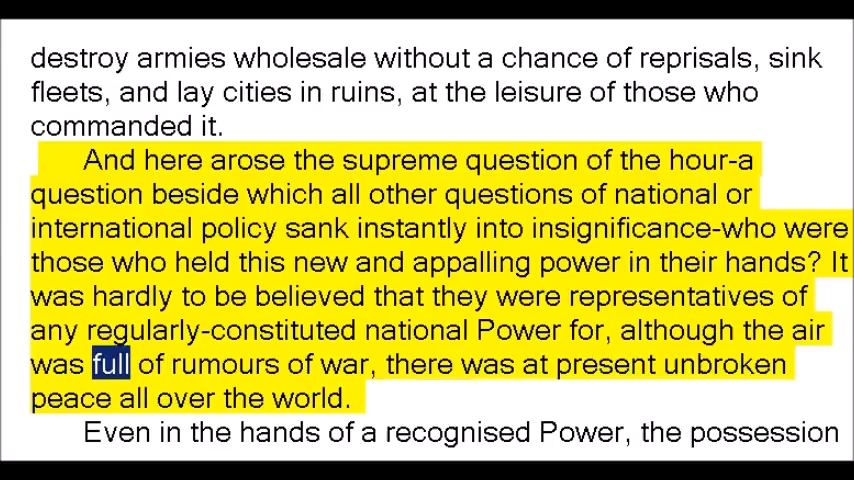 destroy armies wholesale without a chance of reprisals, sink
fleets, and lay cities in ruins, at the leisure of those who
commanded it.
And here arose the supreme question of the hour-a
question beside which all other questions of national or
international policy sank instantly into insignificance-who were
those who held this new and appalling power in their hands? It
was hardly to be believed that they were representatives of
any regularly-constituted national Power for, although the air
was full of rumours of war, there was at present unbroken
peace all over the world.
Even in the hands of a recognised Power, the possession